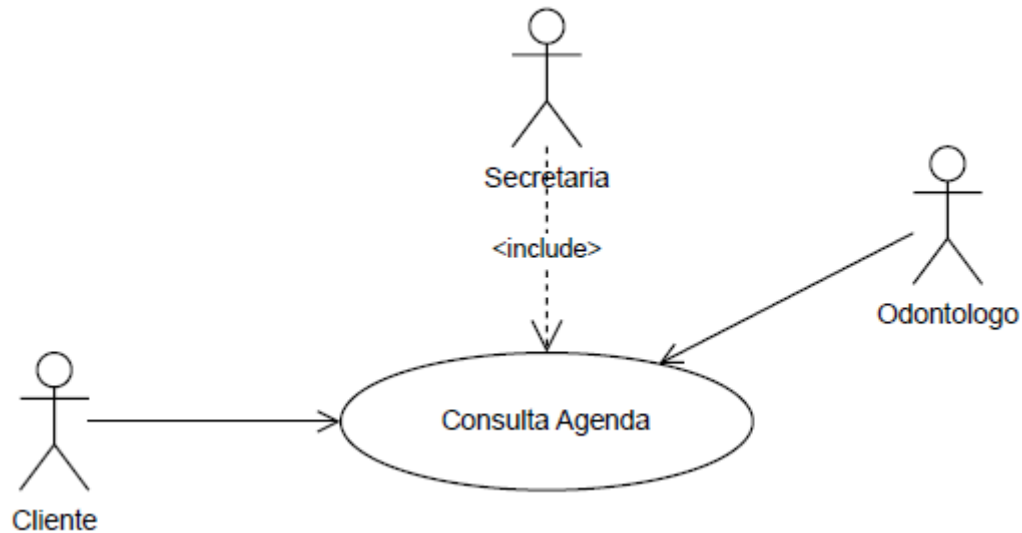 Secretaria
<include>
Odontologo
Consulta Agenda
Cliente